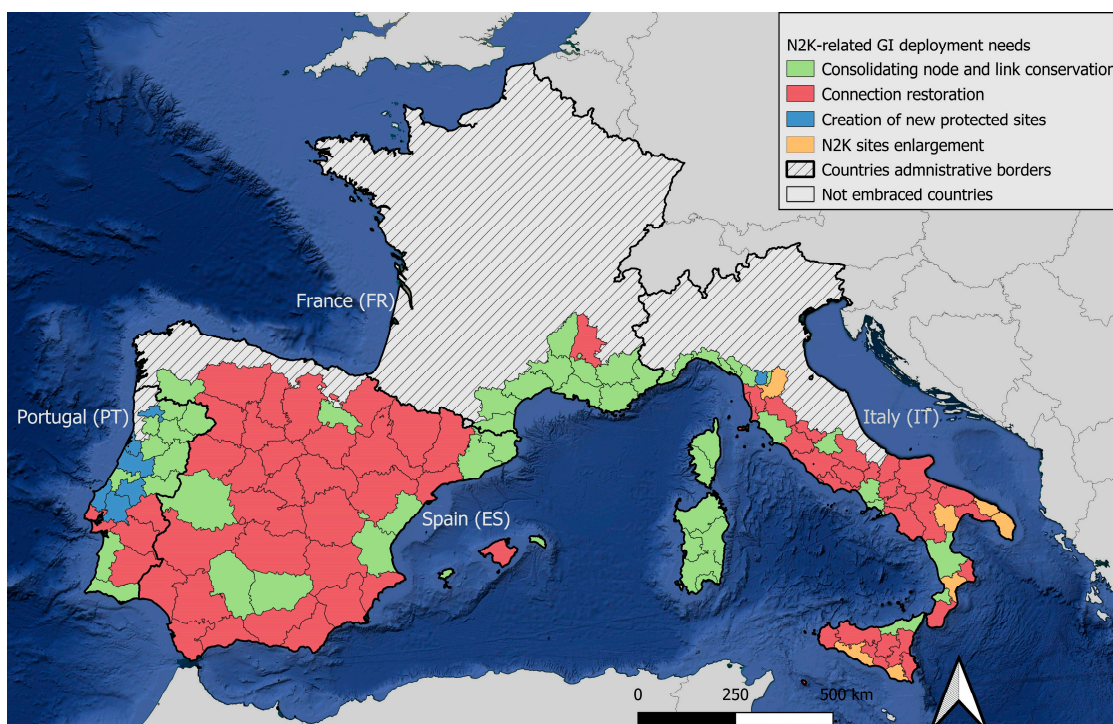 N2K-related GI deployment needs
Consolidating node and link conservation
Connection restoration
Creation of new protected sites
N2K sites enlargement
Countries admnistrative borders
Not embraced countries
France (FR)
Portugal (PT)
Italy (IT)
Spain (ES)
0 250 500 km